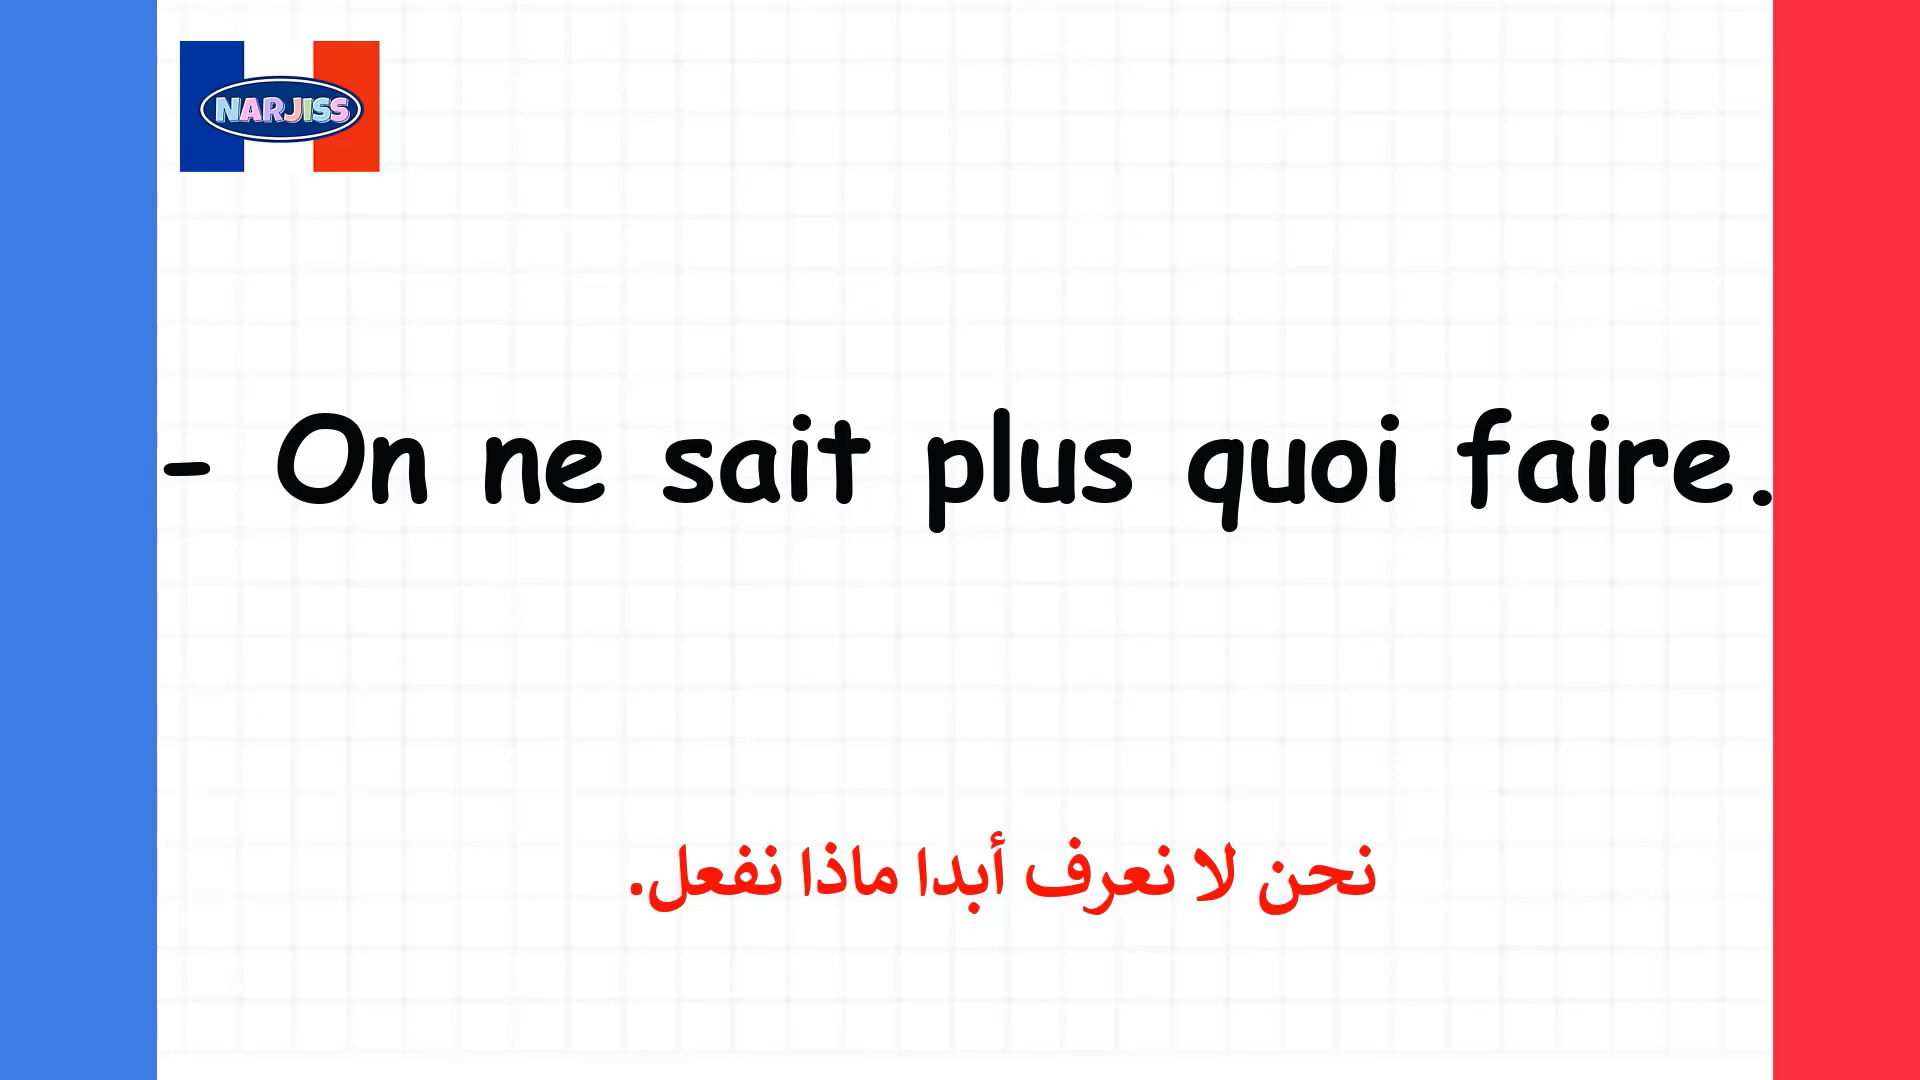 NARJISS
- On ne sait plus quoi faire.
نحن لا نعرف أبدا ماذا نفعل.